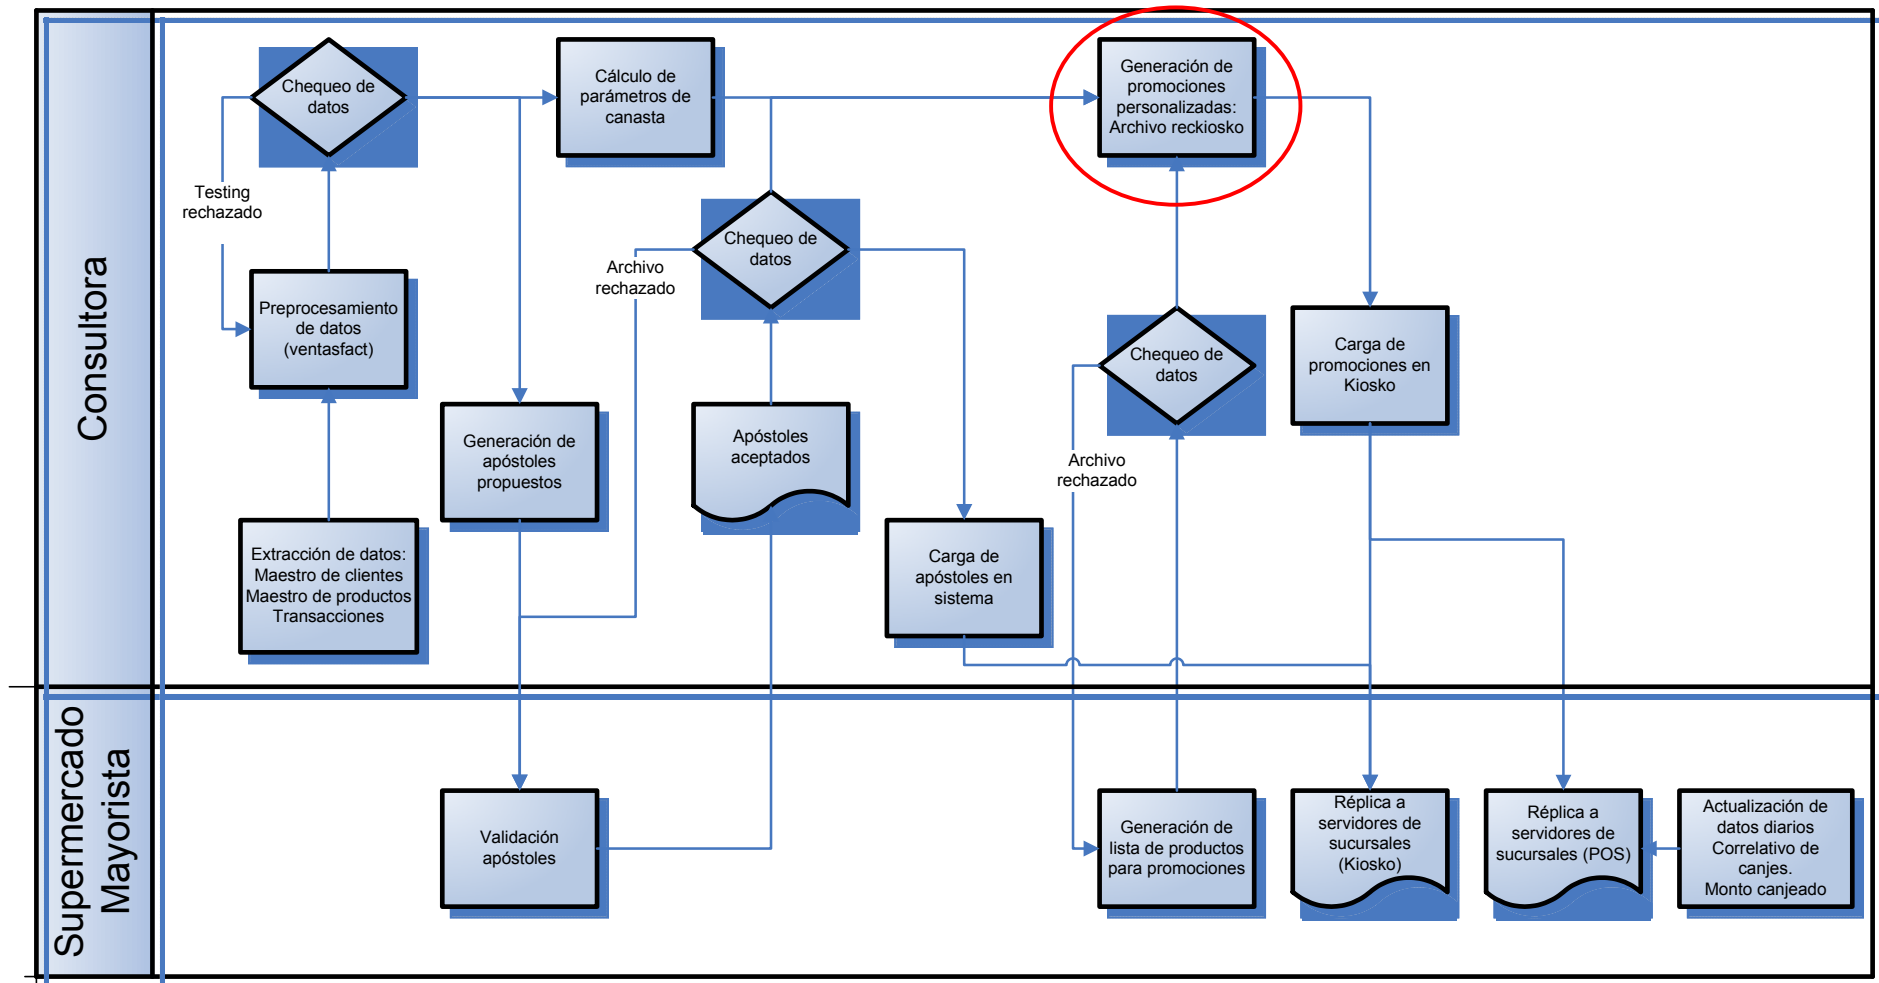 Consultora
Chequeo de
datos
Testing
rechazado
Preprocesamiento
de datos
(ventasfact)
Extracción de datos:
Maestro de clientes
Maestro de productos
Transacciones
Cálculo de
parámetros de
canasta
Generación de
apóstoles
propuestos
Archivo
rechazado
Chequeo de
datos
Apóstoles
aceptados
Carga de
apóstoles en
sistema
Generación de
promociones
personalizadas:
Archivo reckiosko
Chequeo de
datos
Archivo
rechazado
Carga de
promociones en
Kiosko
Supermercado
Mayorista
Validación
apóstoles
Generación de
lista de productos
para promociones
Réplica a
servidores de
sucursales
(Kiosko)
Réplica a
servidores de
sucursales (POS)
Actualización de
datos diarios
Correlativo de
canjes.
Monto canjeado